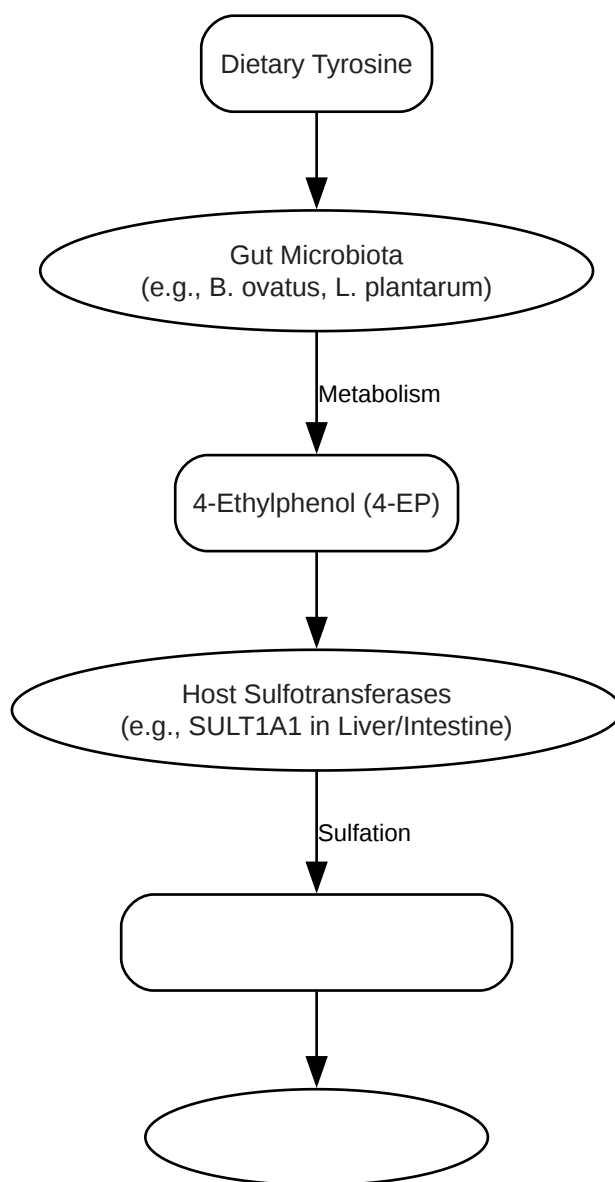 Dietary Tyrosine
Gut Microbiota
(e.g., B. ovatus, L. plantarum)
Metabolism
4-Ethylphenol (4-EP)
Host Sulfotransferases
(e.g., SULT1A1 in Liver/Intestine)
Sulfation